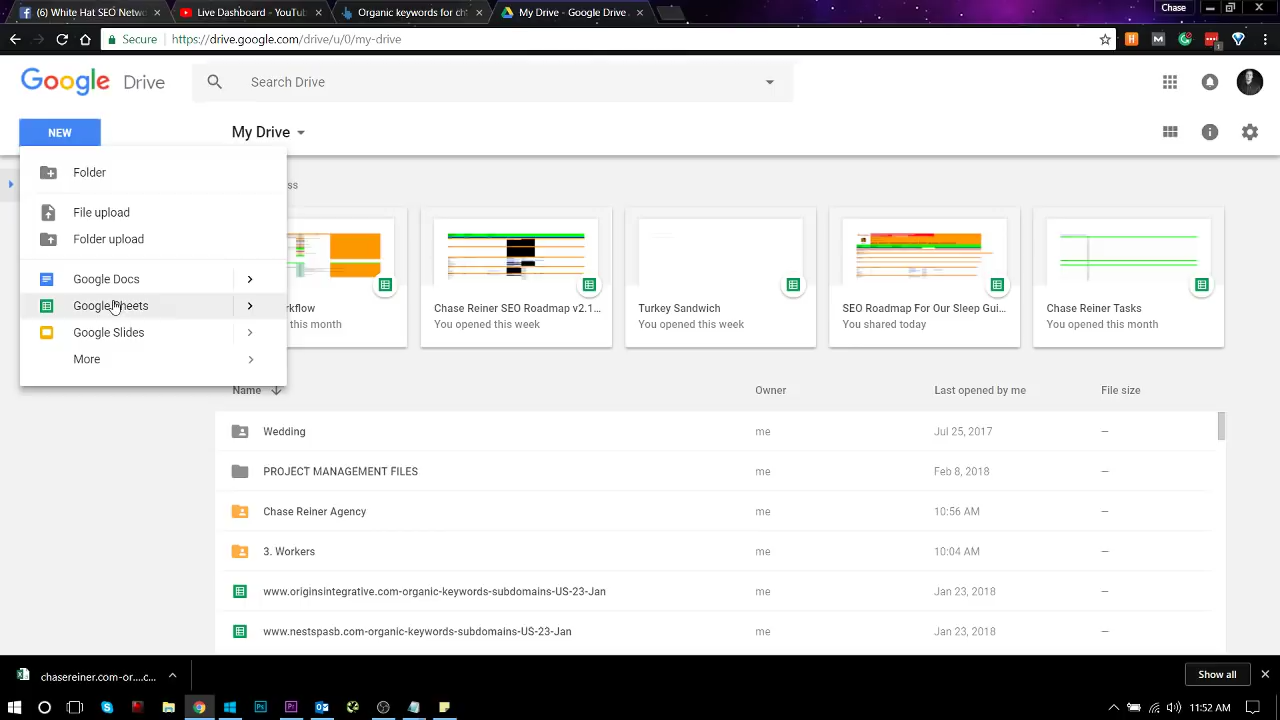 White Hat SEO Netw
Live Dashboard - YouTu
Organic keywords for ch
My Drive - Google Drive
Chase
Secure
https://drive.google.com/drive/u/0/my-drive
Google Drive
Search Drive
NEW
My Drive
Folder
File upload
Folder upload
Google Docs
Google Sheets
Google Slides
More
ss
rkflow
this month
Chase Reiner SEO Roadmap v2.1...
You opened this week
Turkey Sandwich
You opened this week
SEO Roadmap For Our Sleep Gui...
You shared today
Chase Reiner Tasks
You opened this month
Name
Owner
Last opened by me
File size
Wedding
me
Jul 25, 2017
—
PROJECT MANAGEMENT FILES
me
Feb 8, 2018
—
Chase Reiner Agency
me
10:56 AM
—
3. Workers
me
10:04 AM
—
www.originsintegrative.com-organic-keywords-subdomains-US-23-Jan
me
Jan 23, 2018
—
www.nestspasb.com-organic-keywords-subdomains-US-23-Jan
me
Jan 23, 2018
—
chasereiner.com-or....c...
Show all
11:52 AM